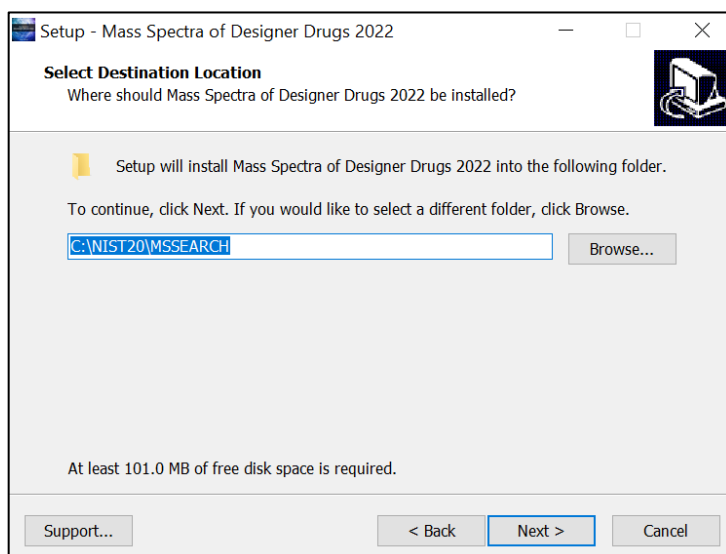 Setup - Mass Spectra of Designer Drugs 2022
Select Destination Location
Where should Mass Spectra of Designer Drugs 2022 be installed?
Setup will install Mass Spectra of Designer Drugs 2022 into the following folder.
To continue, click Next. If you would like to select a different folder, click Browse.
C:\NIST20\MSSEARCH
Browse...
At least 101.0 MB of free disk space is required.
Support...
< Back
Next >
Cancel